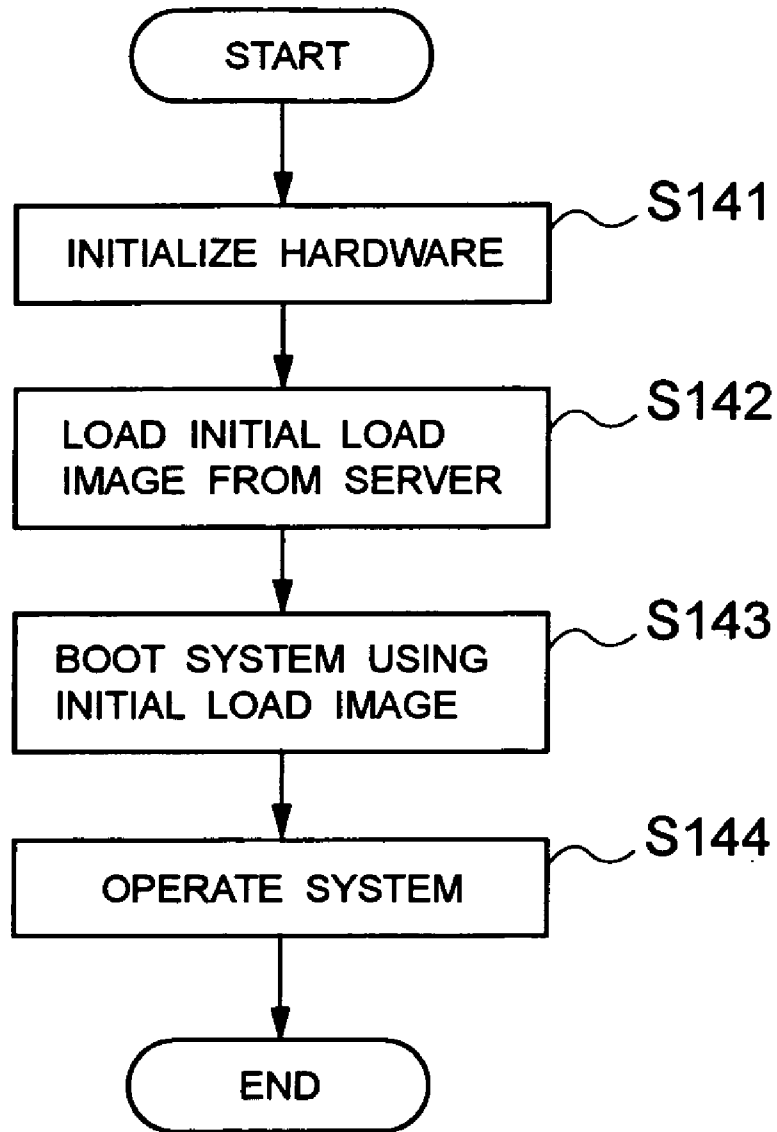 START
S141
INITIALIZE HARDWARE
S142
LOAD INITIAL LOAD
IMAGE FROM SERVER
S143
BOOT SYSTEM USING
INITIAL LOAD IMAGE
S144
OPERATE SYSTEM
END